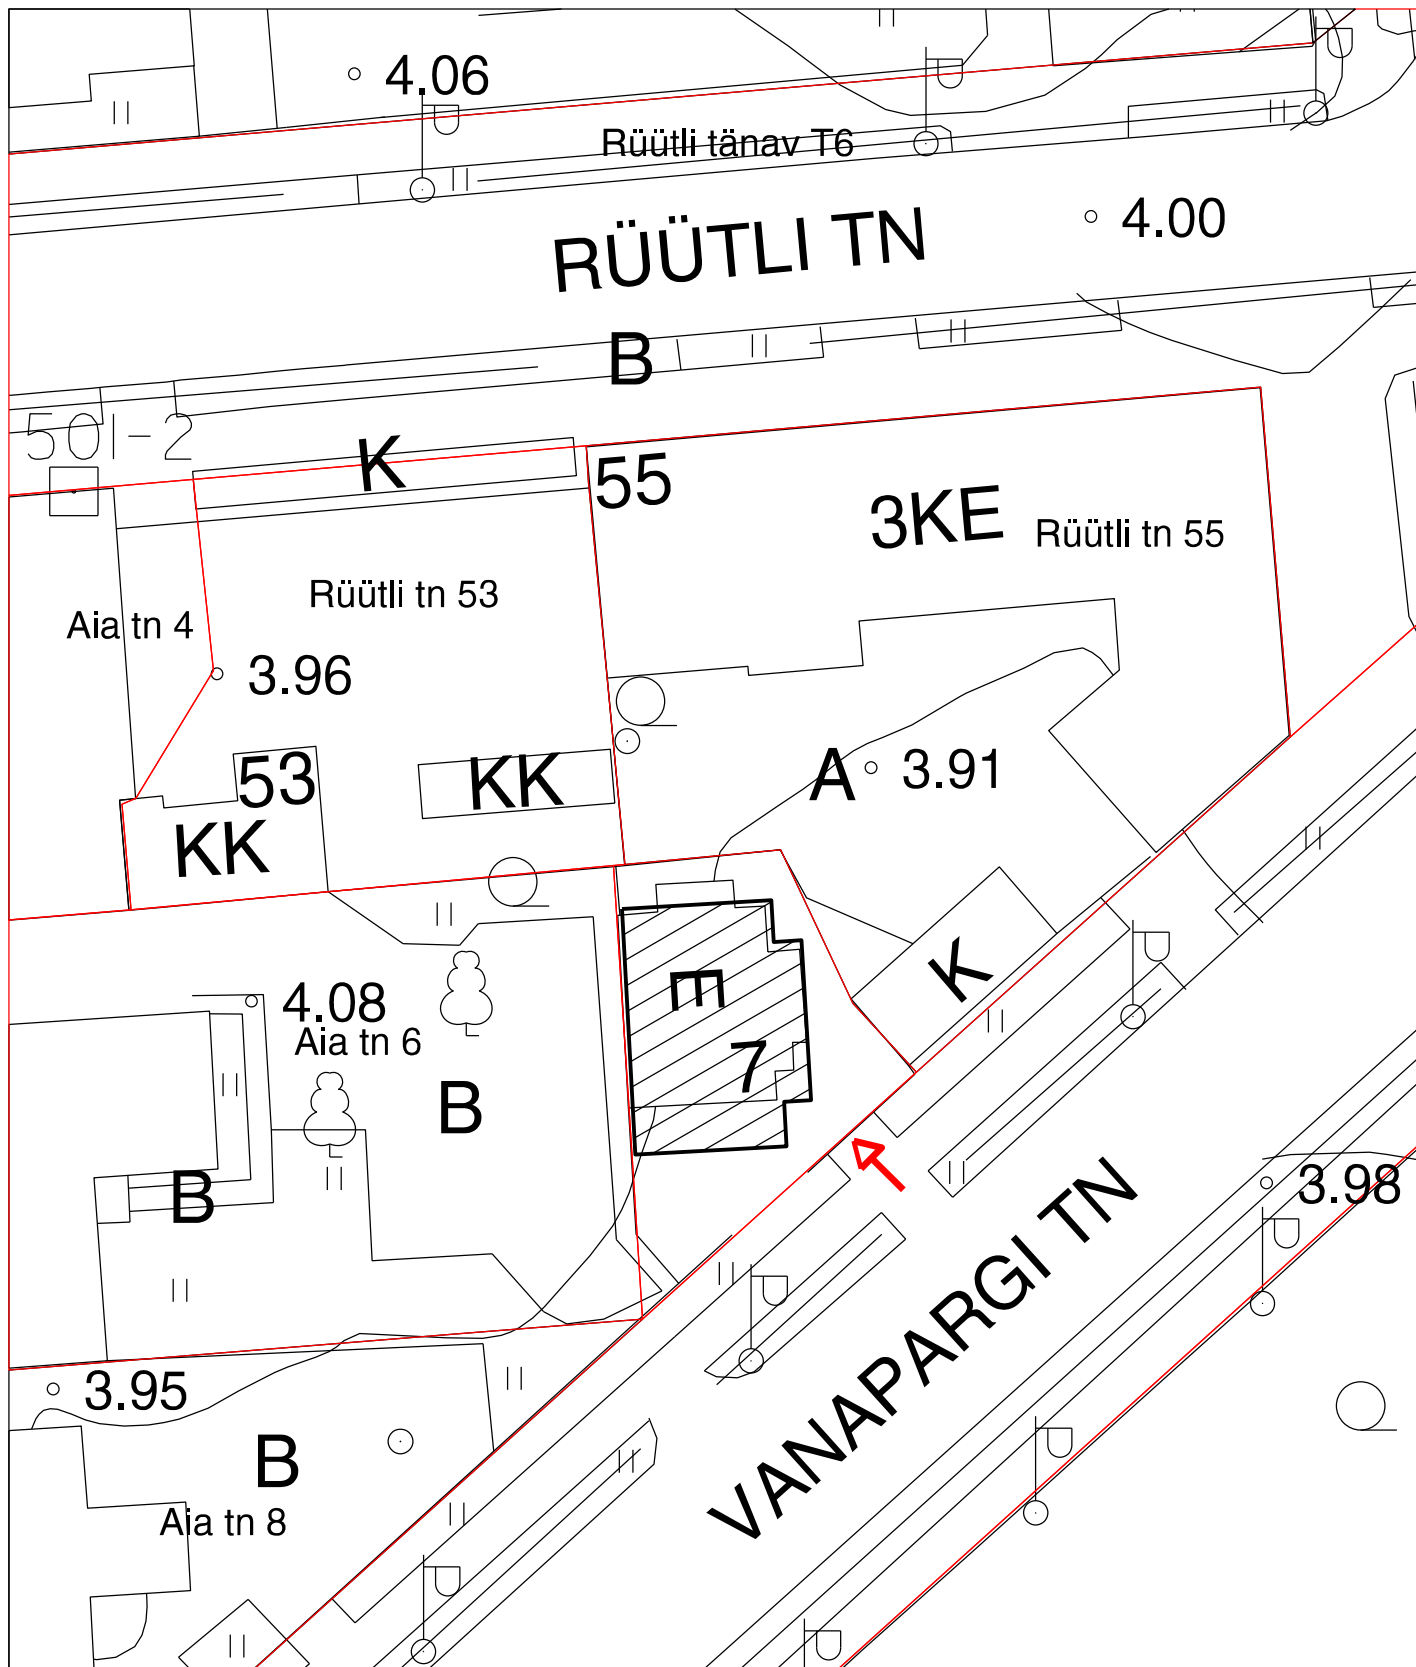 4.06
Rüütli tänav T6
4.00
RÜÜTLI TN
B
50I-2
K
55
3KE
Rüütli tn 55
Rüütli tn 53
Aia tn 4
3.96
53
KK
KK
A
3.91
E
7
K
4.08
Aia tn 6
B
B
3.98
VANAPARGI TN
3.95
B
Aia tn 8